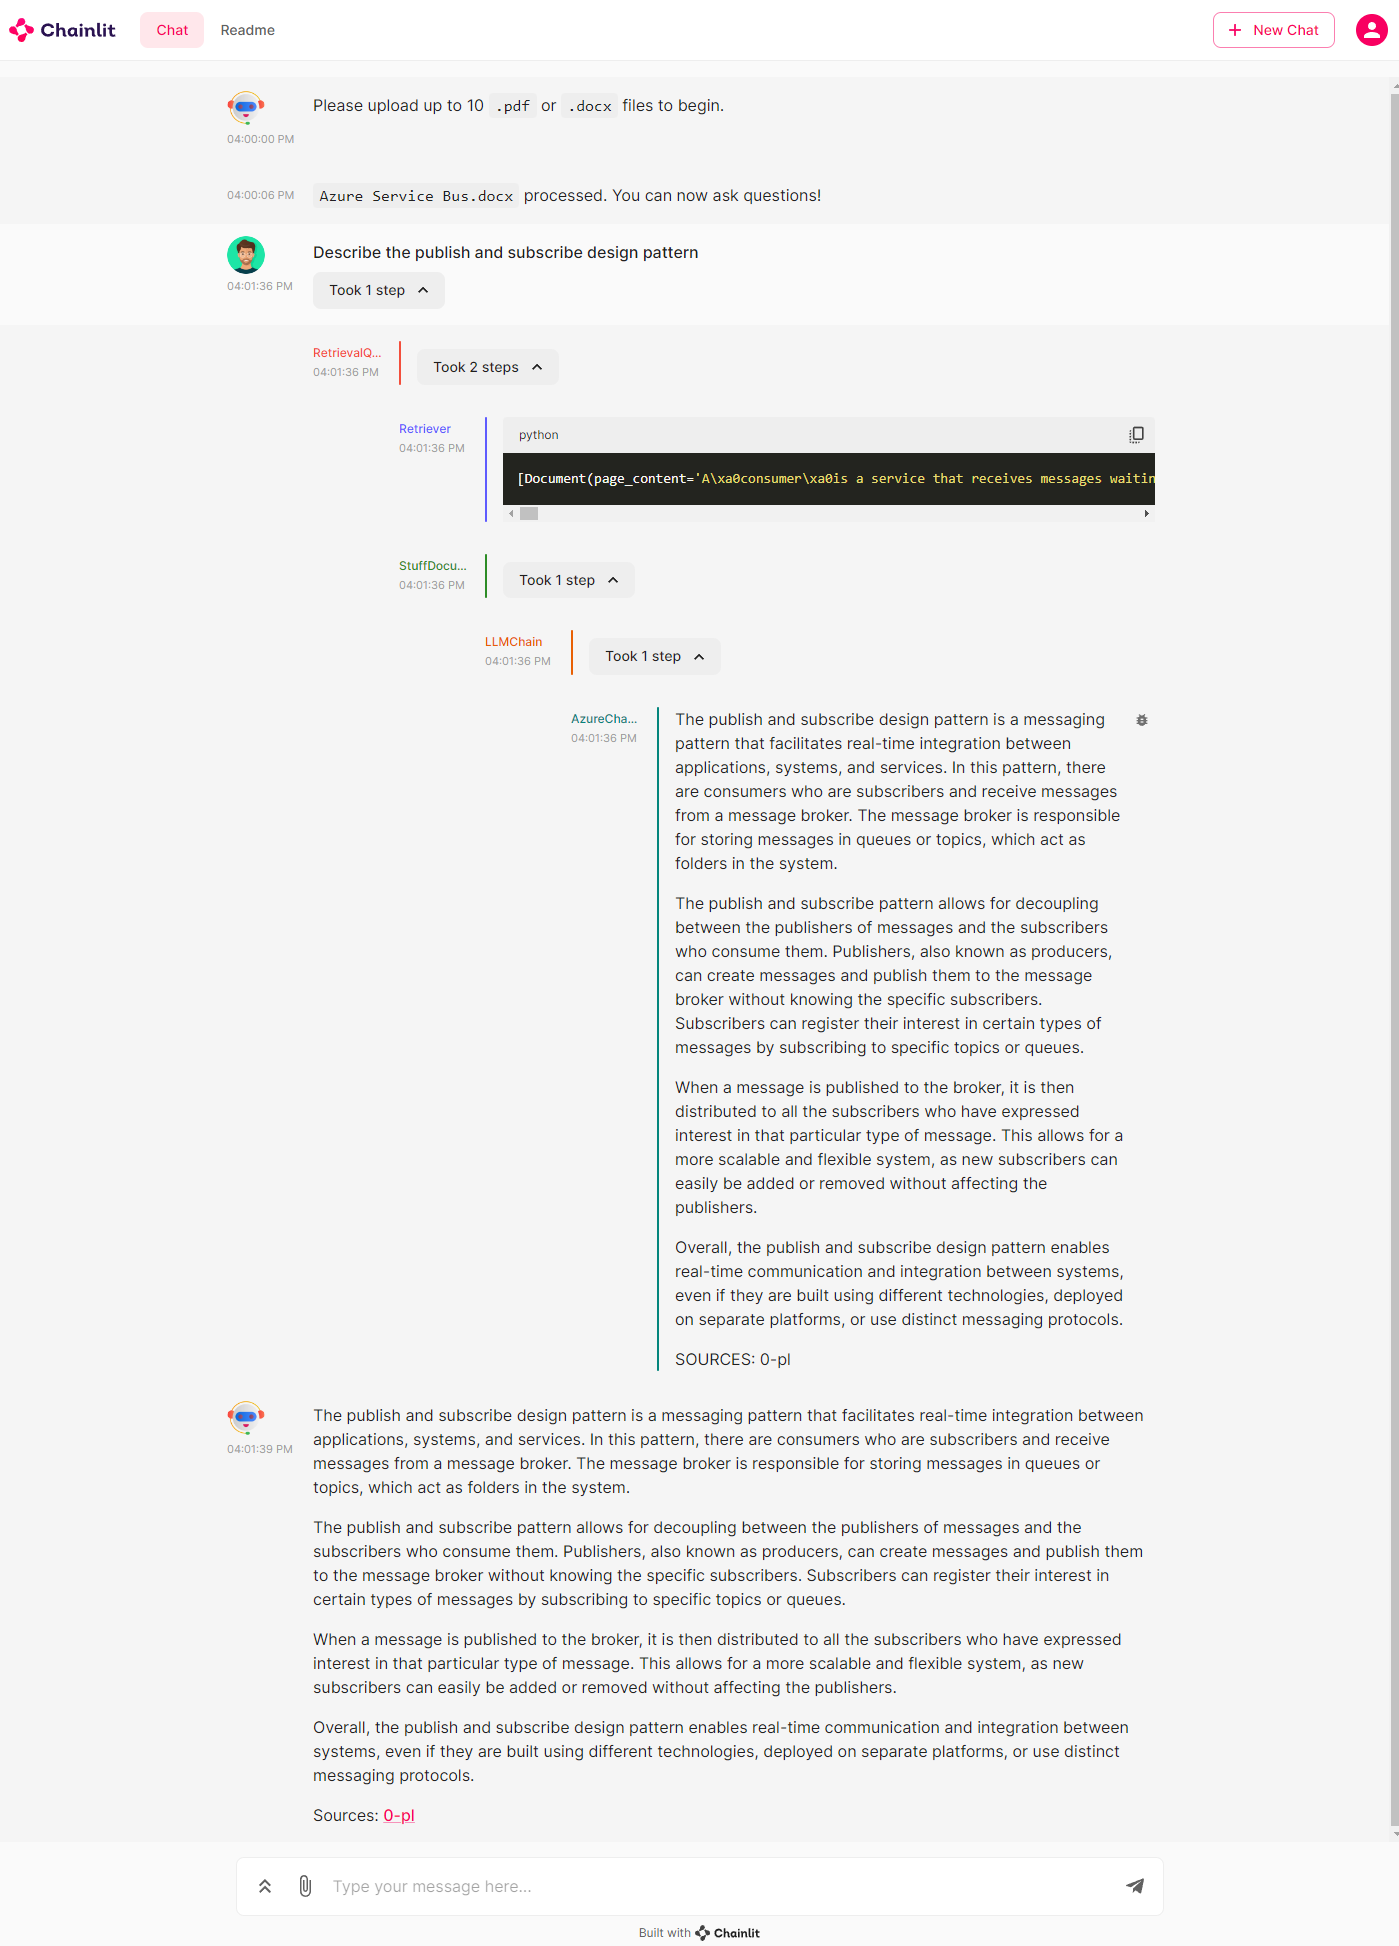 Chainlit
Chat
Readme
New Chat
Please upload up to 10 .pdf or .docx files to begin.
04:00:00 PM
04:00:06 PM
Azure Service Bus.docx processed. You can now ask questions!
Describe the publish and subscribe design pattern
04:01:36 PM
Took 1 step
RetrievalQ...
04:01:36 PM
Took 2 steps
Retriever
04:01:36 PM
python
[Document(page_content='A\xa0consumer\xa0is a service that receives messages waitin
StuffDocu...
04:01:36 PM
Took 1 step
LLMChain
04:01:36 PM
Took 1 step
AzureCha...
04:01:36 PM
The publish and subscribe design pattern is a messaging
pattern that facilitates real-time integration between
applications, systems, and services. In this pattern, there
are consumers who are subscribers and receive messages
from a message broker. The message broker is responsible
for storing messages in queues or topics, which act as
folders in the system.
The publish and subscribe pattern allows for decoupling
between the publishers of messages and the subscribers
who consume them. Publishers, also known as producers,
can create messages and publish them to the message
broker without knowing the specific subscribers.
Subscribers can register their interest in certain types of
messages by subscribing to specific topics or queues.
When a message is published to the broker, it is then
distributed to all the subscribers who have expressed
interest in that particular type of message. This allows for a
more scalable and flexible system, as new subscribers can
easily be added or removed without affecting the
publishers.
Overall, the publish and subscribe design pattern enables
real-time communication and integration between systems,
even if they are built using different technologies, deployed
on separate platforms, or use distinct messaging protocols.
SOURCES: 0-pl
04:01:39 PM
The publish and subscribe design pattern is a messaging pattern that facilitates real-time integration between
applications, systems, and services. In this pattern, there are consumers who are subscribers and receive
messages from a message broker. The message broker is responsible for storing messages in queues or
topics, which act as folders in the system.
The publish and subscribe pattern allows for decoupling between the publishers of messages and the
subscribers who consume them. Publishers, also known as producers, can create messages and publish them
to the message broker without knowing the specific subscribers. Subscribers can register their interest in
certain types of messages by subscribing to specific topics or queues.
When a message is published to the broker, it is then distributed to all the subscribers who have expressed
interest in that particular type of message. This allows for a more scalable and flexible system, as new
subscribers can easily be added or removed without affecting the publishers.
Overall, the publish and subscribe design pattern enables real-time communication and integration between
systems, even if they are built using different technologies, deployed on separate platforms, or use distinct
messaging protocols.
Sources: 0-pl
Type your message here...
Built with Chainlit